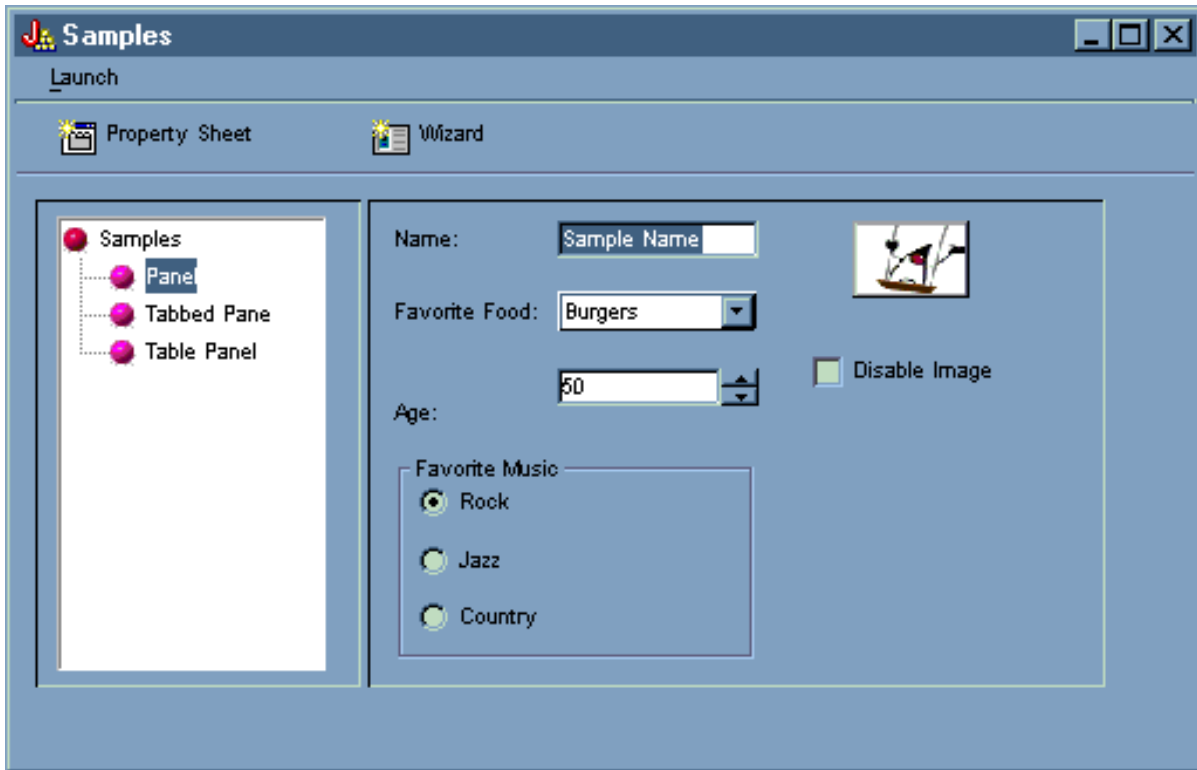 Samples
Launch
Property Sheet
Wizard
Samples
Panel
Tabbed Pane
Table Panel
Name:
Sample Name
Favorite Food:
Burgers
Age:
50
Disable Image
Favorite Music
Rock
Jazz
Country